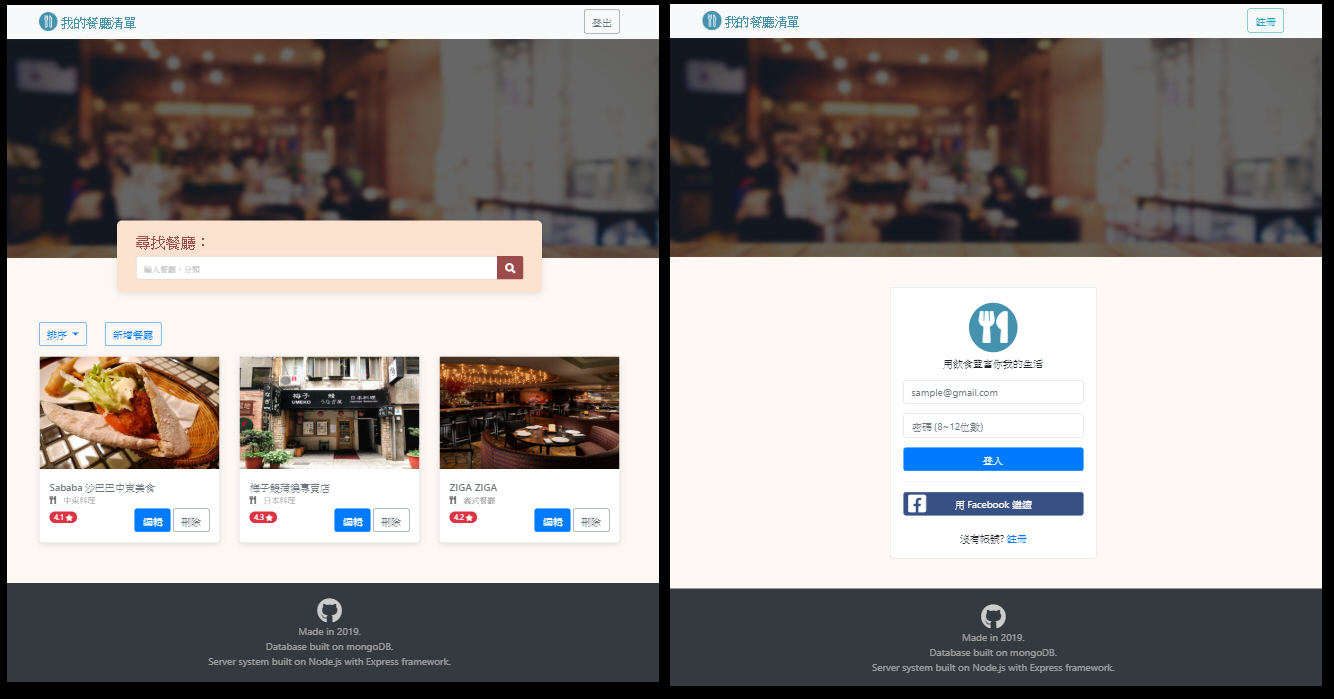 我的餐廳清單
登出
尋找餐廳：
輸入餐廳、分類
排序
新增餐廳
Sababa 沙巴巴中東美食
中東料理
4.1
編輯
刪除
梅子 鰻 日本料理
UMEKO
梅子鰻蒲燒專賣店
日本料理
4.3
編輯
刪除
ZIGA ZIGA
義式餐廳
4.2
編輯
刪除
Made in 2019.
Database built on mongoDB.
Server system built on Node.js with Express framework.
我的餐廳清單
註冊
用飲食豐富你我的生活
sample@gmail.com
密碼 (8~12位數)
登入
用 Facebook 繼續
沒有帳號? 註冊
Made in 2019.
Database built on mongoDB.
Server system built on Node.js with Express framework.